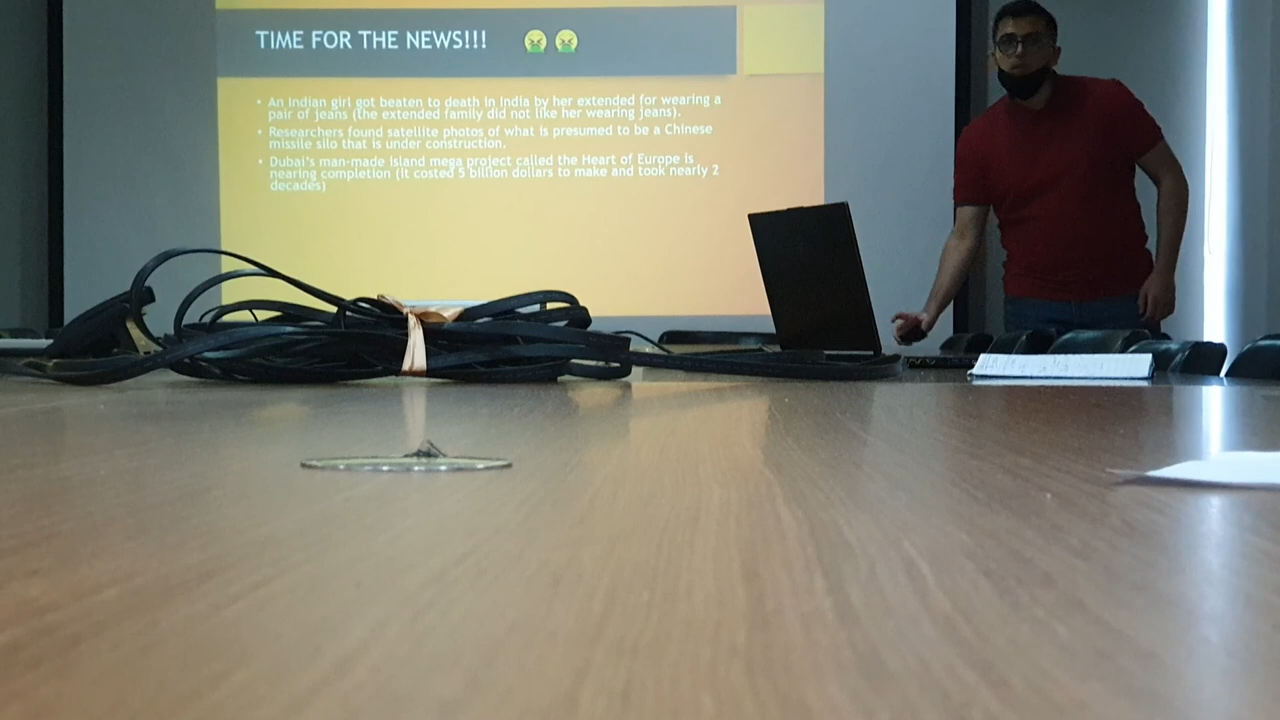 TIME FOR THE NEWS!!!
• An Indian girl got beaten to death in India by her extended for wearing a
pair of jeans (the extended family did not like her wearing jeans).
• Researchers found satellite photos of what is presumed to be a Chinese
missile silo that is under construction.
• Dubai's man-made island mega project called the Heart of Europe is
nearing completion (it costed 5 billion dollars to make and took nearly 2
decades)